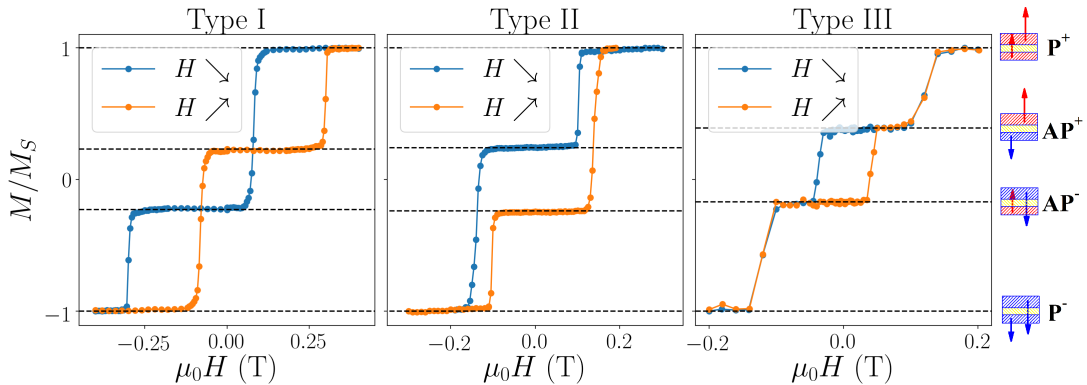 Type I
Type II
Type III
M/M_S
1
0
−1
H ↘
H ↗
−0.25
0.00
0.25
μ₀H (T)
H ↘
H ↗
−0.2
0.0
0.2
μ₀H (T)
H ↘
H ↗
−0.2
0.0
0.2
μ₀H (T)
P⁺
AP⁺
AP⁻
P⁻